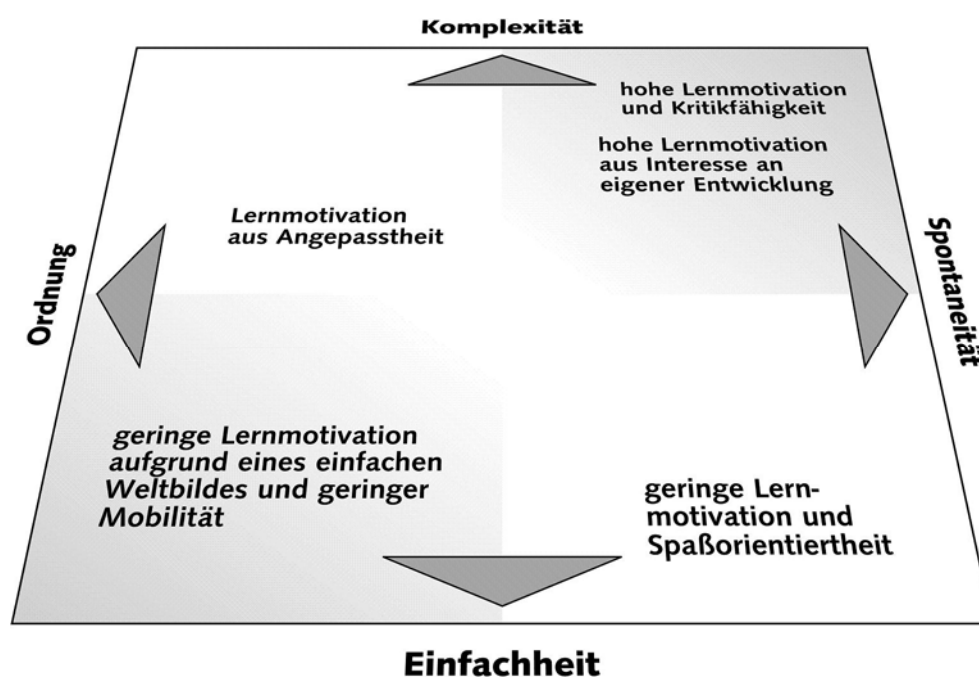 Komplexität
hohe Lernmotivation
und Kritikfähigkeit
hohe Lernmotivation
aus Interesse an
eigener Entwicklung
Lernmotivation
aus Angepasstheit
Ordnung
Spontaneität
geringe Lernmotivation
aufgrund eines einfachen
Weltbildes und geringer
Mobilität
geringe Lern-
motivation und
Spaßorientiertheit
Einfachheit